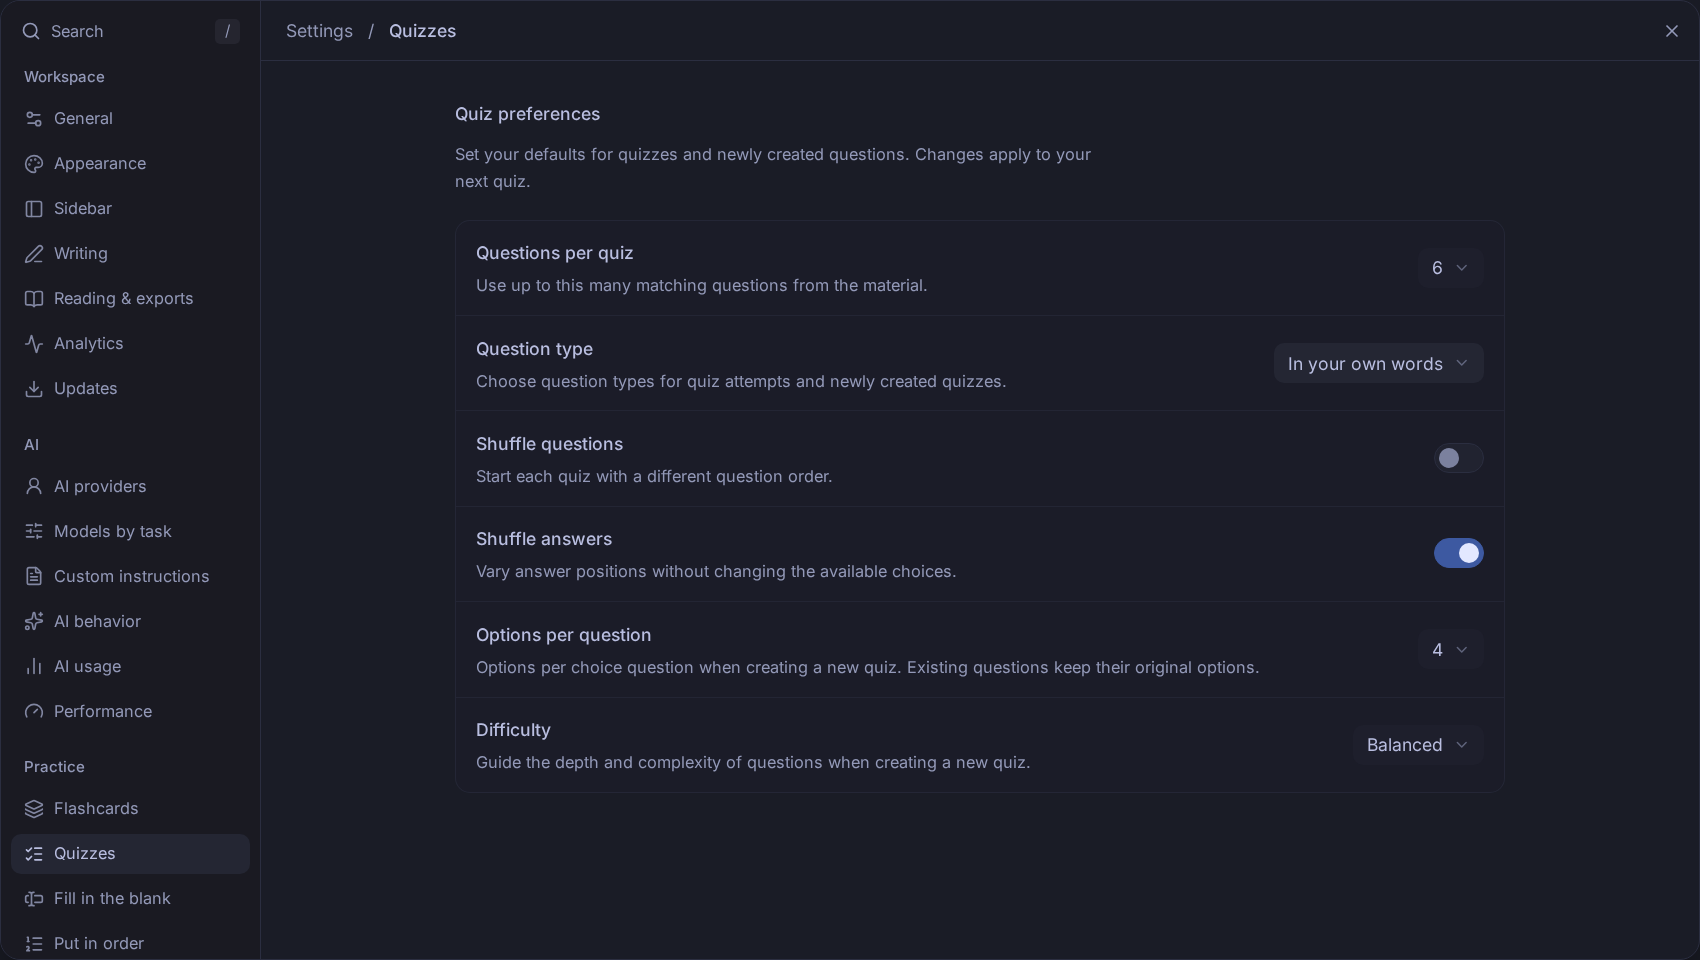 Search /
Workspace
General
Appearance
Sidebar
Writing
Reading & exports
Analytics
Updates
AI
AI providers
Models by task
Custom instructions
AI behavior
AI usage
Performance
Practice
Flashcards
Quizzes
Fill in the blank
Put in order
Settings / Quizzes
Quiz preferences
Set your defaults for quizzes and newly created questions. Changes apply to your
next quiz.
Questions per quiz
Use up to this many matching questions from the material.
6
Question type
Choose question types for quiz attempts and newly created quizzes.
In your own words
Shuffle questions
Start each quiz with a different question order.
Shuffle answers
Vary answer positions without changing the available choices.
Options per question
Options per choice question when creating a new quiz. Existing questions keep their original options.
4
Difficulty
Guide the depth and complexity of questions when creating a new quiz.
Balanced